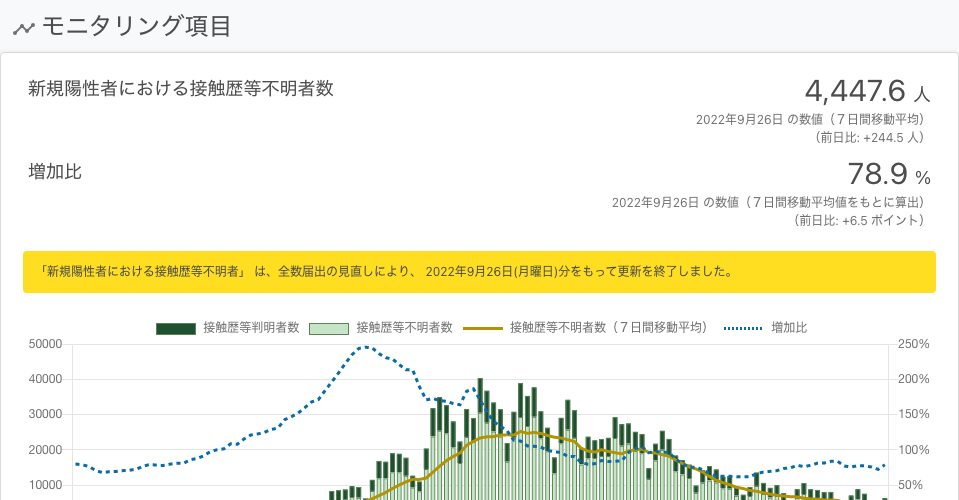 モニタリング項目
新規陽性者における接触歴等不明者数
4,447.6 人
2022年9月26日 の数値（７日間移動平均）
（前日比: +244.5 人）
増加比
78.9 %
2022年9月26日 の数値（７日間移動平均値をもとに算出）
（前日比: +6.5 ポイント）
「新規陽性者における接触歴等不明者」 は、全数届出の見直しにより、 2022年9月26日(月曜日)分をもって更新を終了しました。
接触歴等判明者数 接触歴等不明者数 接触歴等不明者数（７日間移動平均） 増加比
50000 250%
40000 200%
30000 150%
20000 100%
10000 50%